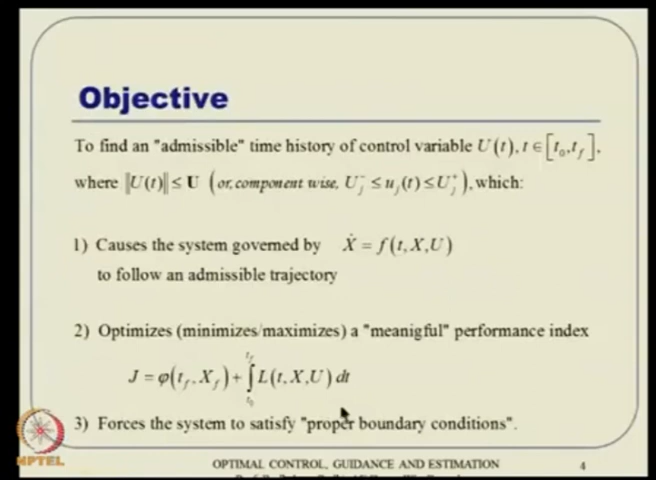 Objective
To find an "admissible" time history of control variable U(t), t ∈ [t₀, t_f],
where ‖U(t)‖ ≤ U (or, component wise, U_j⁻ ≤ u_j(t) ≤ U_j⁺), which:
1) Causes the system governed by Ẋ = f(t, X, U)
to follow an admissible trajectory
2) Optimizes (minimizes/maximizes) a "meanigful" performance index
J = φ(t_f, X_f) + ∫_{t₀}^{t_f} L(t, X, U) dt
3) Forces the system to satisfy "proper boundary conditions".
NPTEL
OPTIMAL CONTROL, GUIDANCE AND ESTIMATION
4